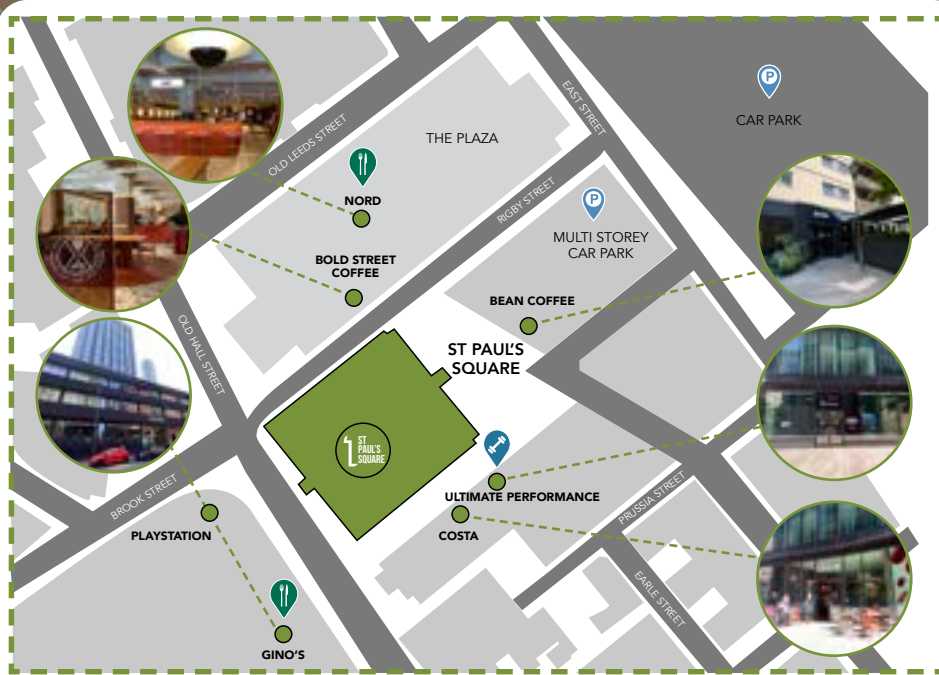 OLD LEEDS STREET
THE PLAZA
EAST STREET
P
CAR PARK
NORD
RIGBY STREET
P
MULTI STOREY
CAR PARK
BOLD STREET
COFFEE
BEAN COFFEE
OLD HALL STREET
ST PAUL'S
SQUARE
1 ST
PAUL'S
SQUARE
BROOK STREET
ULTIMATE PERFORMANCE
PRUSSIA STREET
PLAYSTATION
COSTA
EARLE STREET
GINO'S